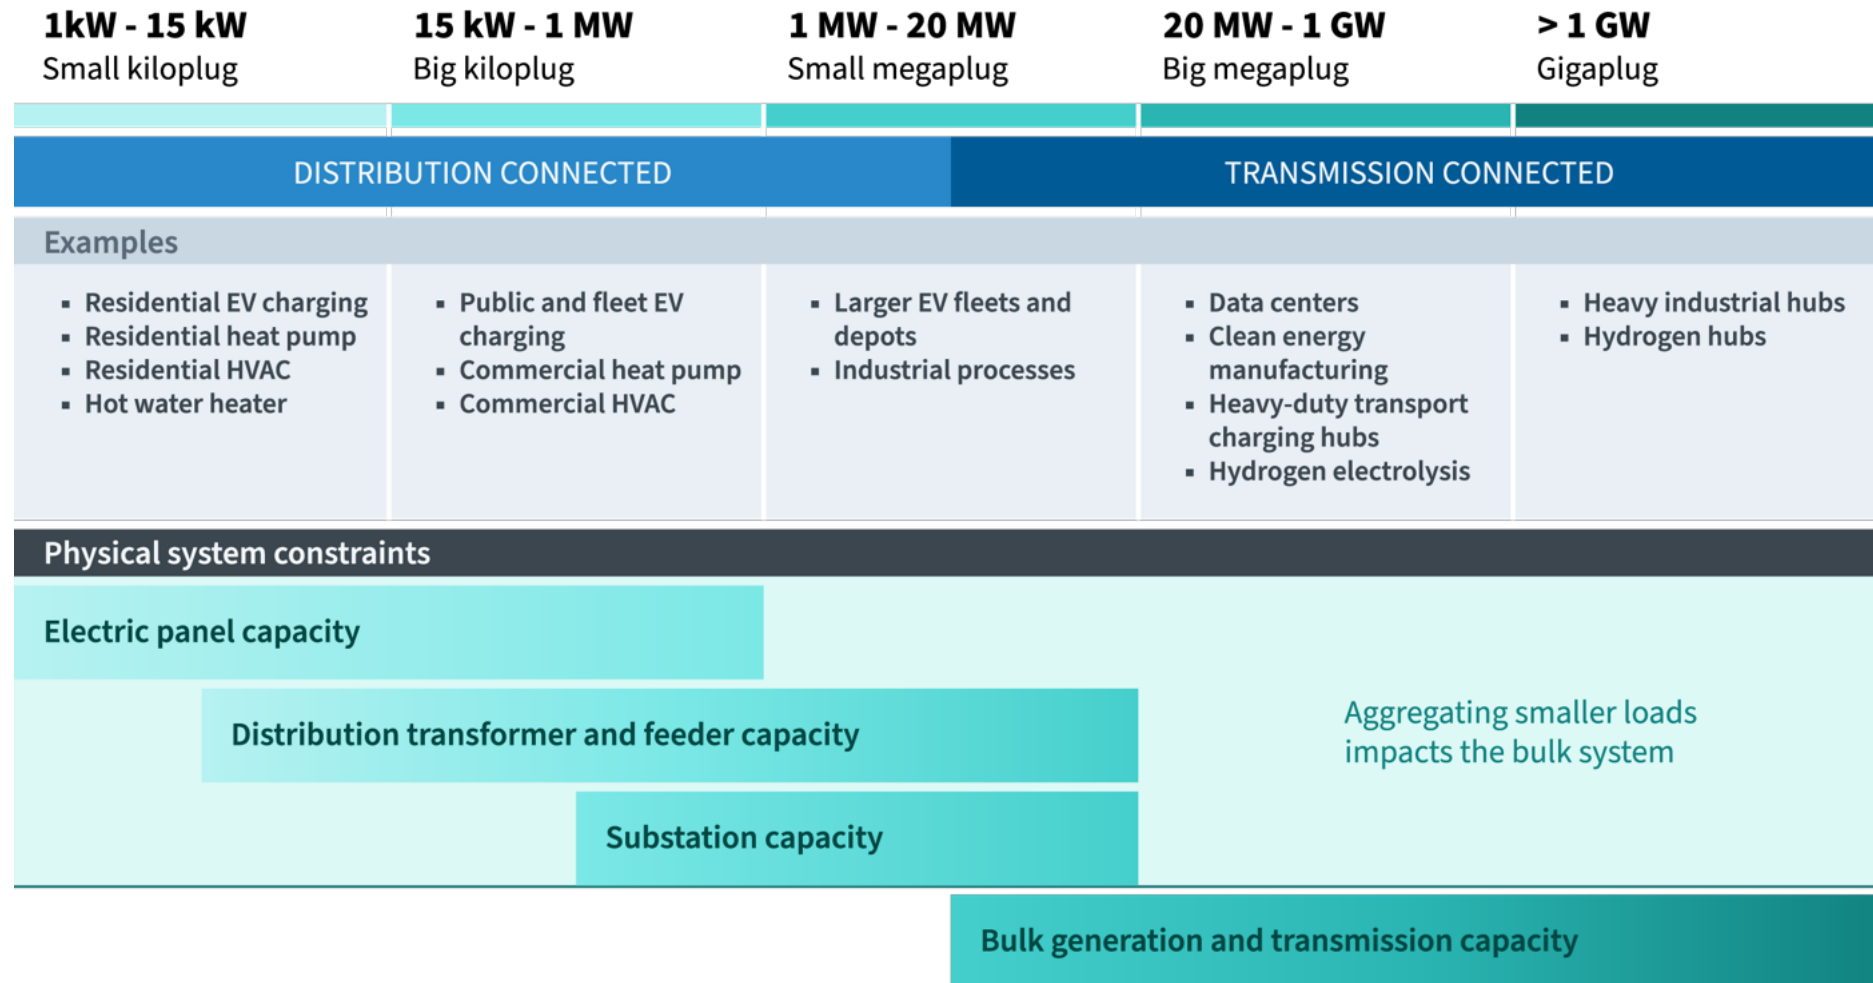 1kW - 15 kW
Small kiloplug
15 kW - 1 MW
Big kiloplug
1 MW - 20 MW
Small megaplug
20 MW - 1 GW
Big megaplug
> 1 GW
Gigaplug
DISTRIBUTION CONNECTED
TRANSMISSION CONNECTED
Examples
▪ Residential EV charging
▪ Residential heat pump
▪ Residential HVAC
▪ Hot water heater
▪ Public and fleet EV
charging
▪ Commercial heat pump
▪ Commercial HVAC
▪ Larger EV fleets and
depots
▪ Industrial processes
▪ Data centers
▪ Clean energy
manufacturing
▪ Heavy-duty transport
charging hubs
▪ Hydrogen electrolysis
▪ Heavy industrial hubs
▪ Hydrogen hubs
Physical system constraints
Electric panel capacity
Distribution transformer and feeder capacity
Aggregating smaller loads
impacts the bulk system
Substation capacity
Bulk generation and transmission capacity